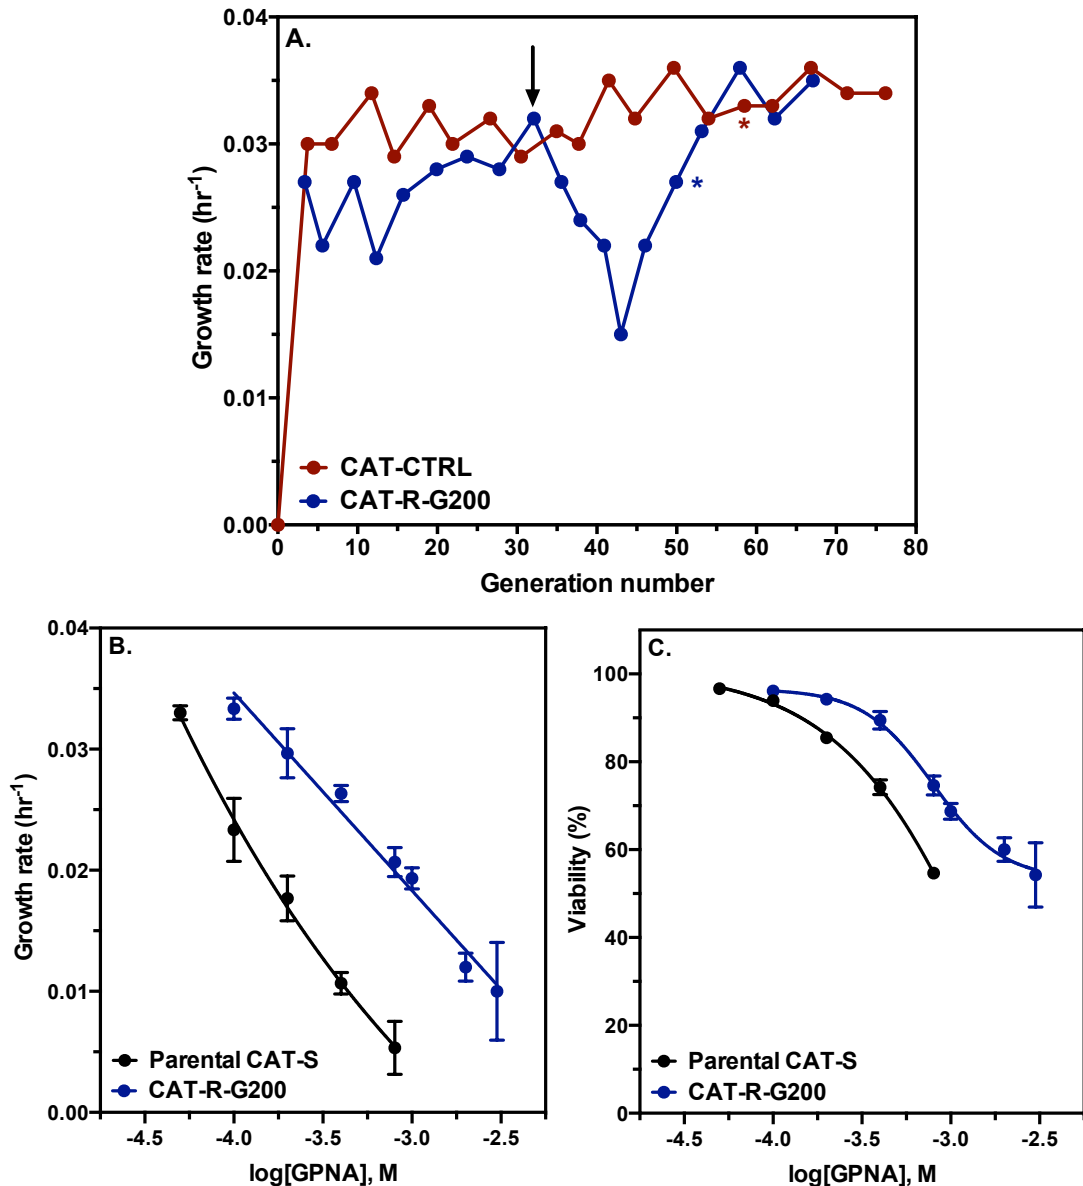 A.
0.04
0.03
0.02
0.01
0.00
Growth rate (hr-1)
*
*
CAT-CTRL
CAT-R-G200
0 10 20 30 40 50 60 70 80
Generation number
B.
0.04
0.03
0.02
0.01
0.00
Growth rate (hr-1)
Parental CAT-S
CAT-R-G200
-4.5 -4.0 -3.5 -3.0 -2.5
log[GPNA], M
C.
100
80
60
40
20
0
Viability (%)
Parental CAT-S
CAT-R-G200
-4.5 -4.0 -3.5 -3.0 -2.5
log[GPNA], M